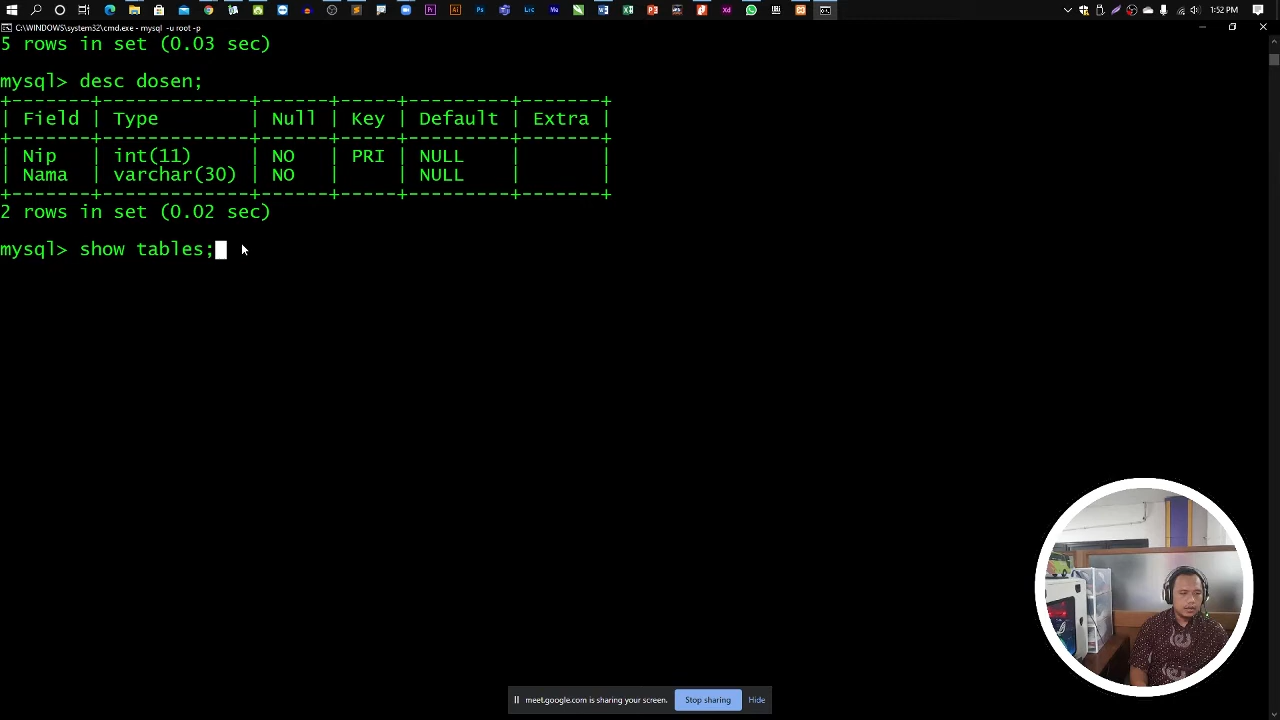 1:52 PM
C:\WINDOWS\system32\cmd.exe - mysql -u root -p
5 rows in set (0.03 sec)
mysql> desc dosen;
+-------+-------------+------+-----+---------+-------+
| Field | Type        | Null | Key | Default | Extra |
+-------+-------------+------+-----+---------+-------+
| Nip   | int(11)     | NO   | PRI | NULL    |       |
| Nama  | varchar(30) | NO   |     | NULL    |       |
+-------+-------------+------+-----+---------+-------+
2 rows in set (0.02 sec)
mysql> show tables;
meet.google.com is sharing your screen. Stop sharing Hide